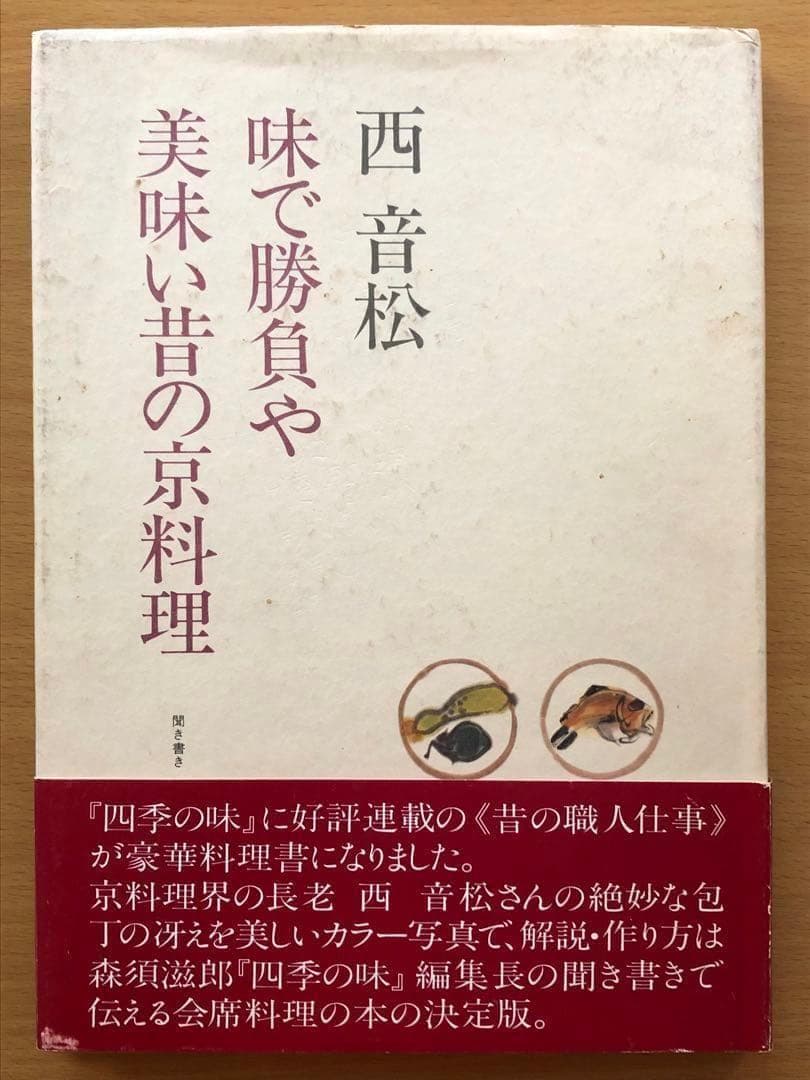 西 音松
味で勝負や
美味い昔の京料理
聞き書き
『四季の味』に好評連載の《昔の職人仕事》
が豪華料理書になりました。
京料理界の長老 西 音松さんの絶妙な包
丁の冴えを美しいカラー写真で、解説・作り方は
森須滋郎『四季の味』編集長の聞き書きで
伝える会席料理の本の決定版。